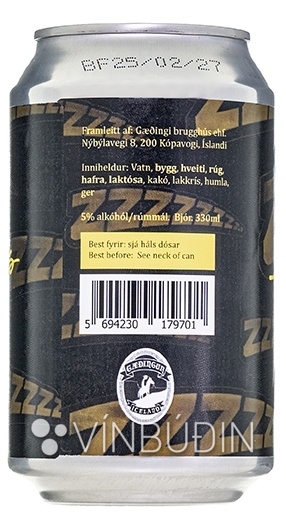 BF25/02/27
Framleitt af: Gæðingi brugghús ehf.
Nýbýlavegi 8, 200 Kópavogi, Íslandi
Inniheldur: Vatn, bygg, hveiti, rúg,
hafra, laktósa, kakó, lakkrís, humla,
ger
5% alkóhól/rúmmál. Bjór. 330ml
Best fyrir: sjá háls dósar
Best before: See neck of can
5 694230 179701
GÆÐINGUR
ICELAND
VÍNBÚÐIN